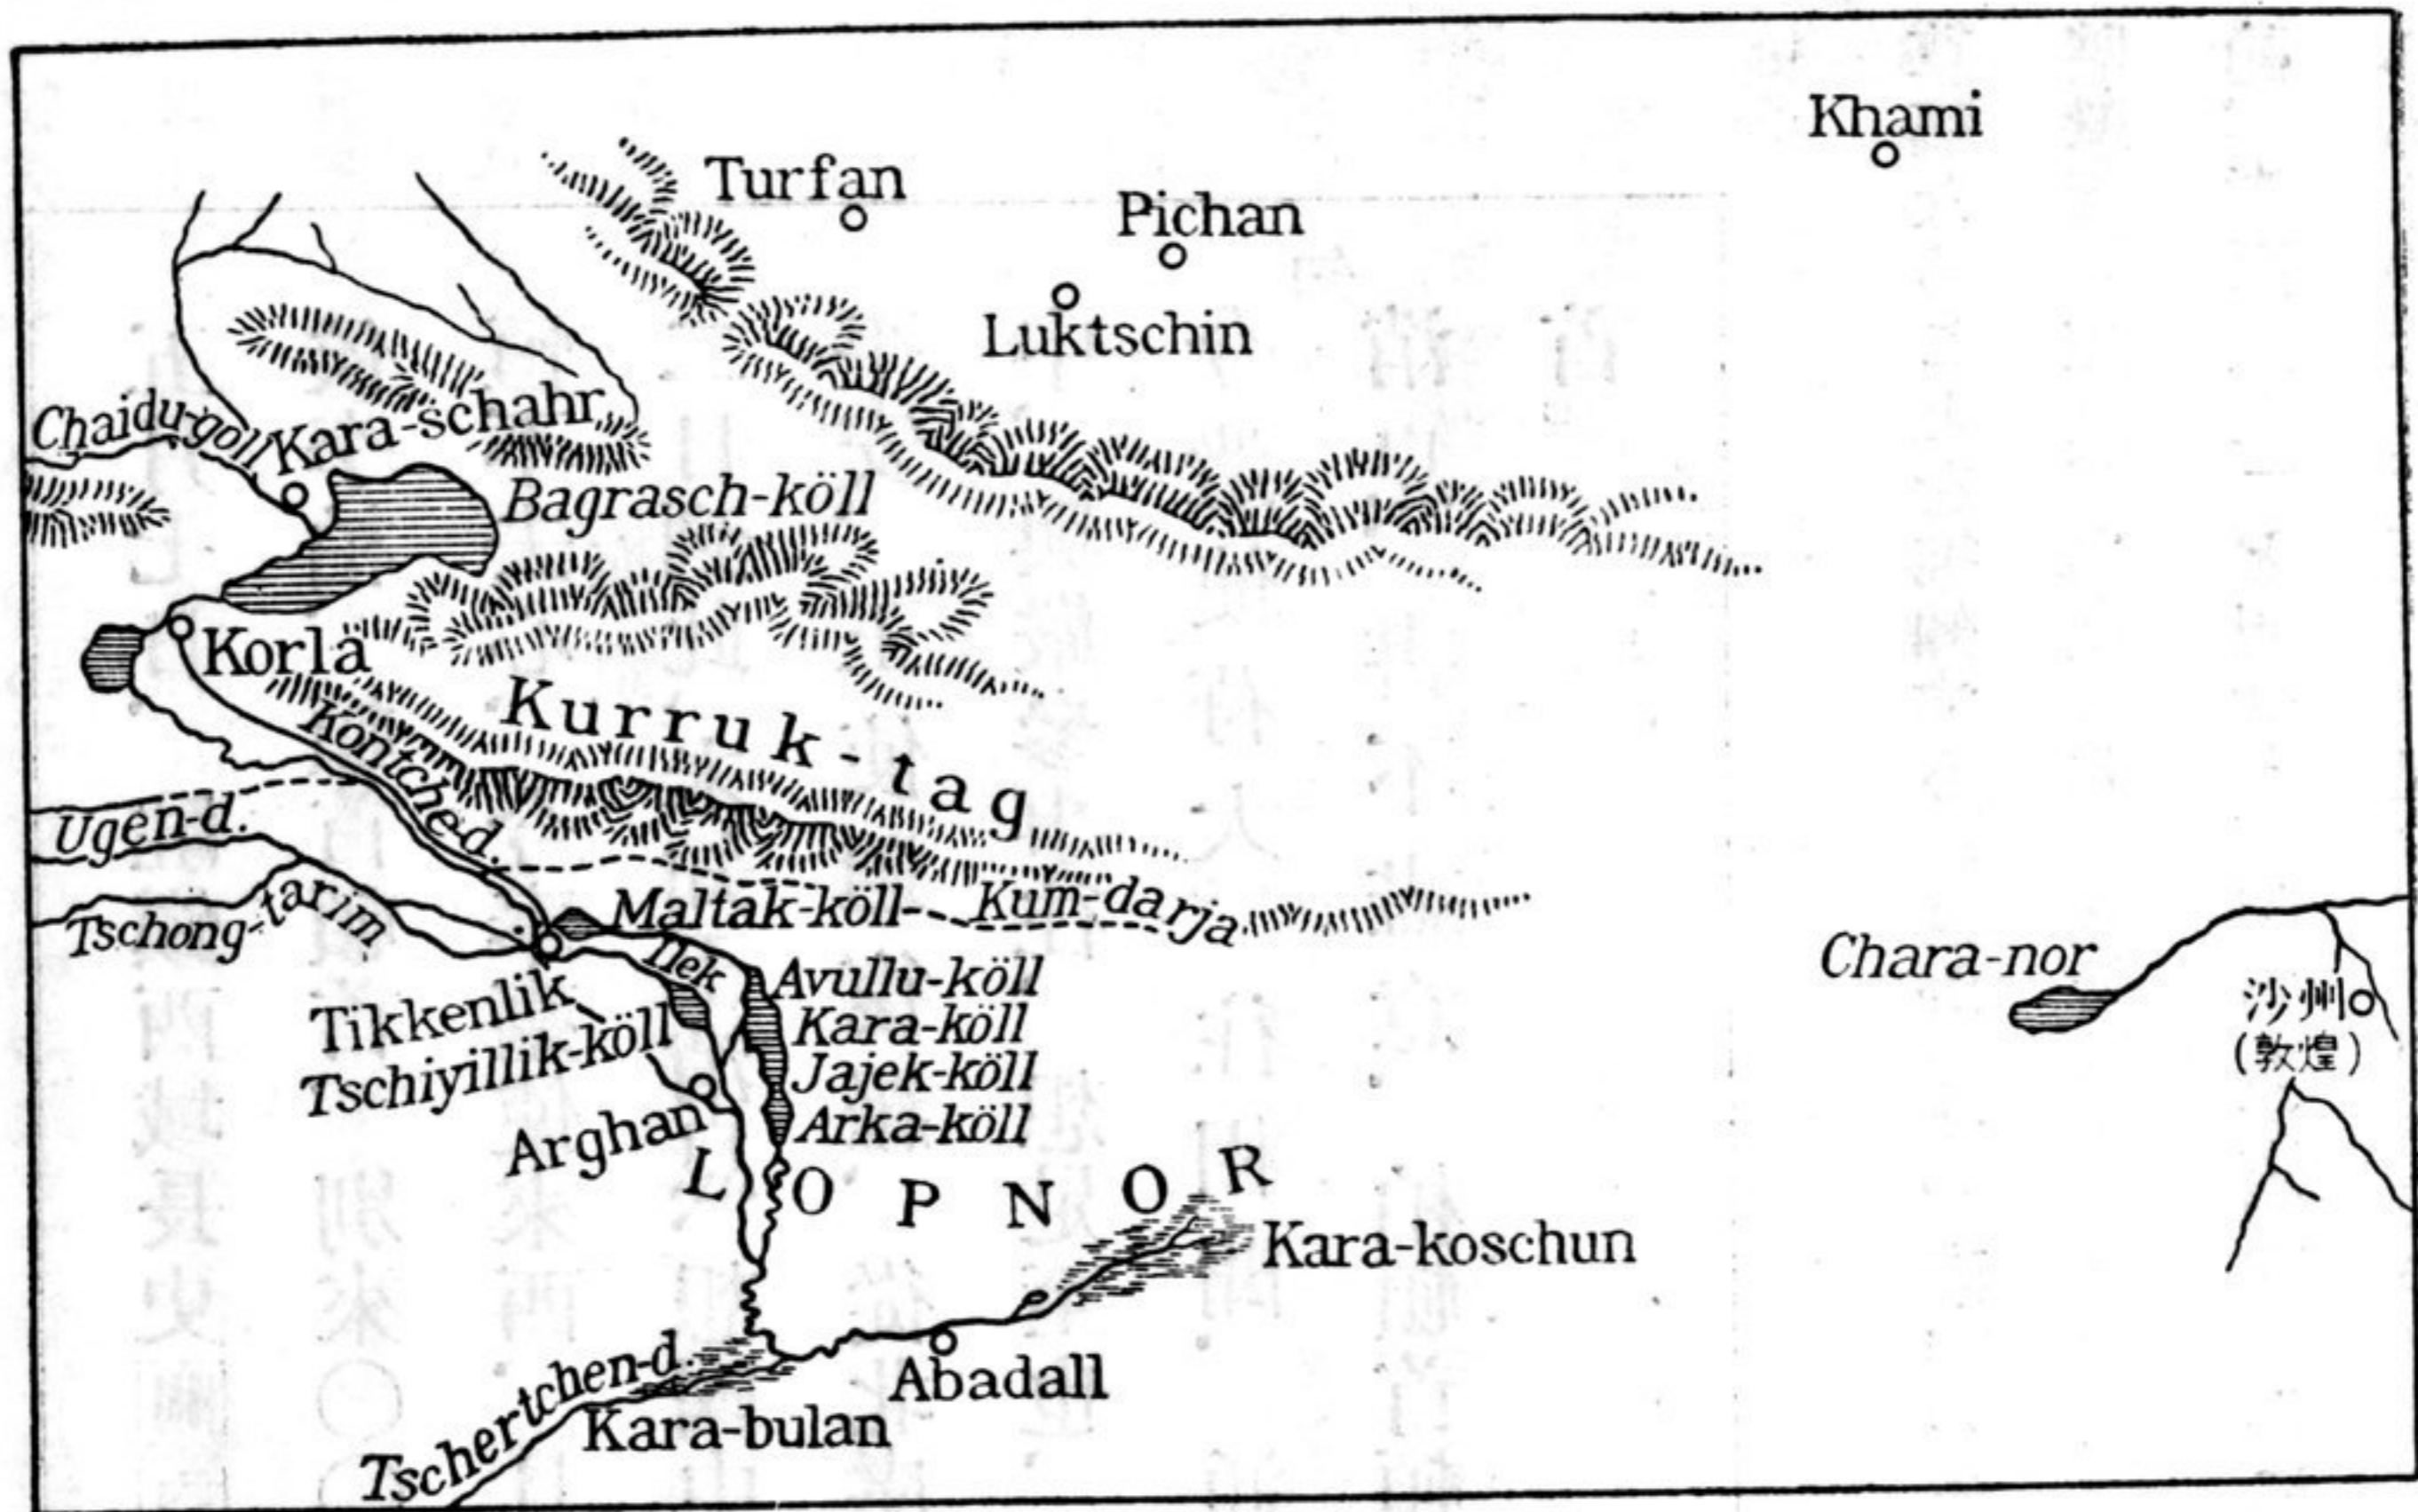 Khami
Turfan
Pichan
Luktschin
Chaidu-goll
Kara-schahr
Bagrasch-köll
Korla
Kurruk-tag
Kontche-d.
Ugen-d.
Tschong-tarim
Maltak-köll
Kum-darja
Ilek
Avullu-köll
Chara-nor
Tikkenlik
Kara-köll
沙州
Tschiyillik-köll
Jajek-köll
(敦煌)
Arghan
Arka-köll
LOPNOR
Kara-koschun
Tschertchen-d.
Abadall
Kara-bulan